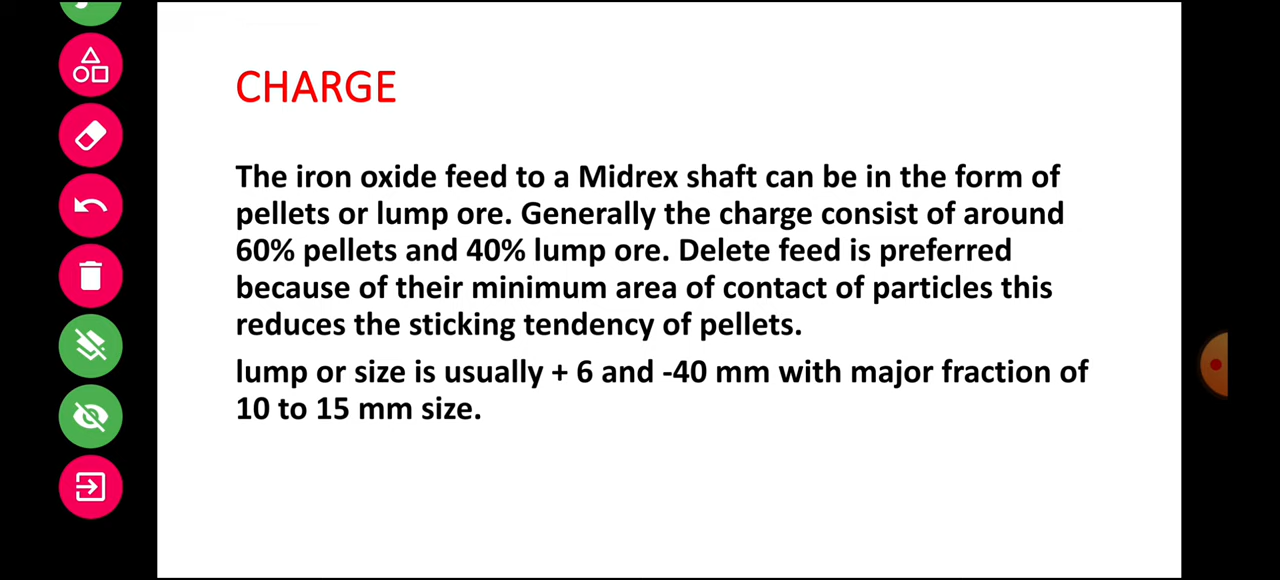 CHARGE
The iron oxide feed to a Midrex shaft can be in the form of
pellets or lump ore. Generally the charge consist of around
60% pellets and 40% lump ore. Delete feed is preferred
because of their minimum area of contact of particles this
reduces the sticking tendency of pellets.
lump or size is usually + 6 and -40 mm with major fraction of
10 to 15 mm size.